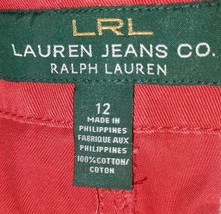 LRL
LAUREN JEANS CO.
RALPH LAUREN
12
MADE IN
PHILIPPINES
FABRIQUE AUX
PHILIPPINES
100%COTTON/
COTON